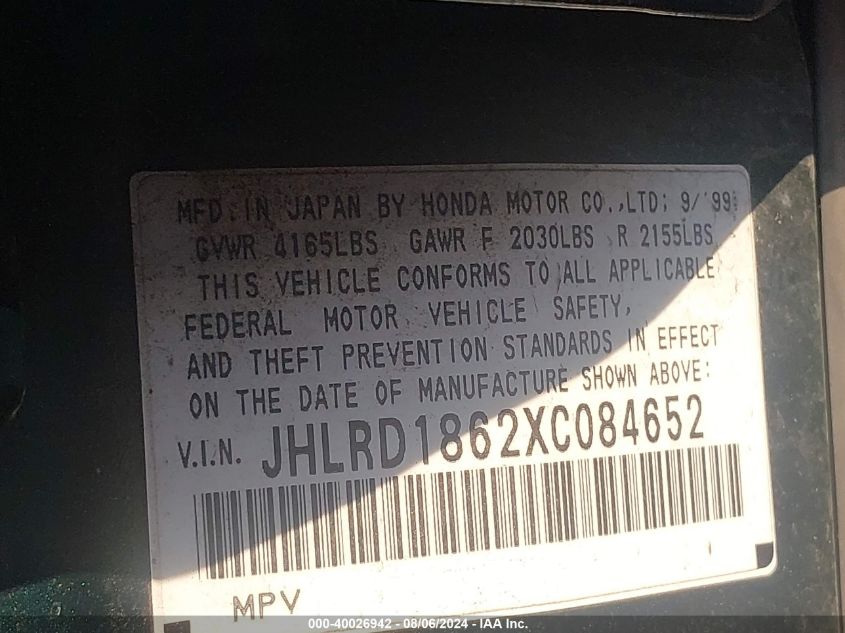 MFD. IN JAPAN BY HONDA MOTOR CO.,LTD; 9/'99
GVWR 4165LBS GAWR F 2030LBS R 2155LBS
THIS VEHICLE CONFORMS TO ALL APPLICABLE
FEDERAL MOTOR VEHICLE SAFETY,
AND THEFT PREVENTION STANDARDS IN EFFECT
ON THE DATE OF MANUFACTURE SHOWN ABOVE:
V.I.N. JHLRD1862XC084652
MPV
000-40026942 - 08/06/2024 - IAA Inc.